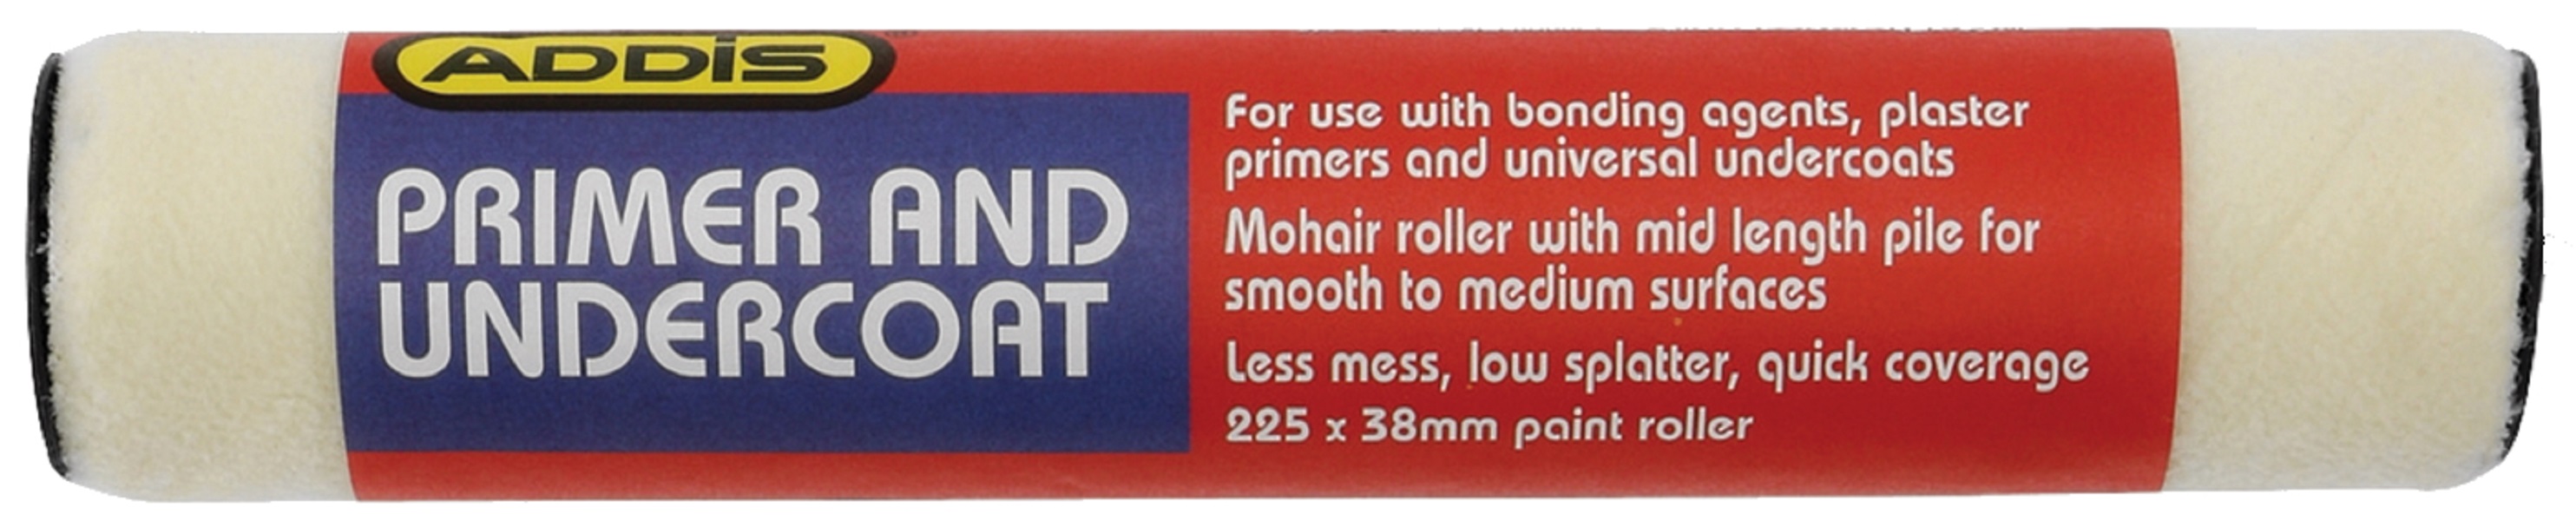 ADDiS®
PRIMER AND
UNDERCOAT
For use with bonding agents, plaster
primers and universal undercoats
Mohair roller with mid length pile for
smooth to medium surfaces
Less mess, low splatter, quick coverage
225 x 38mm paint roller